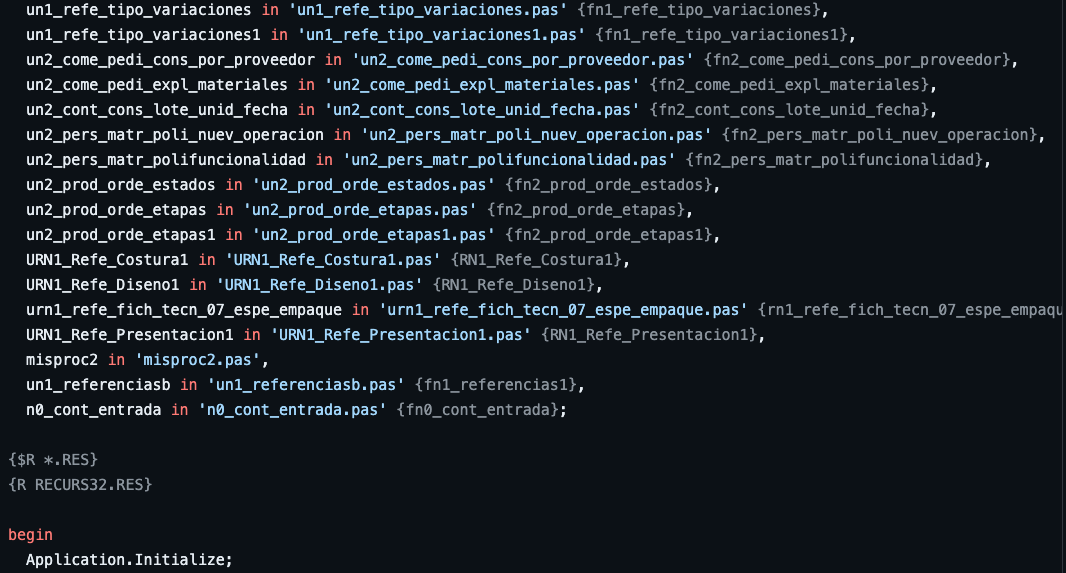 un1_refe_tipo_variaciones in 'un1_refe_tipo_variaciones.pas' {fn1_refe_tipo_variaciones},
un1_refe_tipo_variaciones1 in 'un1_refe_tipo_variaciones1.pas' {fn1_refe_tipo_variaciones1},
un2_come_pedi_cons_por_proveedor in 'un2_come_pedi_cons_por_proveedor.pas' {fn2_come_pedi_cons_por_proveedor},
un2_come_pedi_expl_materiales in 'un2_come_pedi_expl_materiales.pas' {fn2_come_pedi_expl_materiales},
un2_cont_cons_lote_unid_fecha in 'un2_cont_cons_lote_unid_fecha.pas' {fn2_cont_cons_lote_unid_fecha},
un2_pers_matr_poli_nuev_operacion in 'un2_pers_matr_poli_nuev_operacion.pas' {fn2_pers_matr_poli_nuev_operacion},
un2_pers_matr_polifuncionalidad in 'un2_pers_matr_polifuncionalidad.pas' {fn2_pers_matr_polifuncionalidad},
un2_prod_orde_estados in 'un2_prod_orde_estados.pas' {fn2_prod_orde_estados},
un2_prod_orde_etapas in 'un2_prod_orde_etapas.pas' {fn2_prod_orde_etapas},
un2_prod_orde_etapas1 in 'un2_prod_orde_etapas1.pas' {fn2_prod_orde_etapas1},
URN1_Refe_Costura1 in 'URN1_Refe_Costura1.pas' {RN1_Refe_Costura1},
URN1_Refe_Diseno1 in 'URN1_Refe_Diseno1.pas' {RN1_Refe_Diseno1},
urn1_refe_fich_tecn_07_espe_empaque in 'urn1_refe_fich_tecn_07_espe_empaque.pas' {rn1_refe_fich_tecn_07_espe_empaqu
URN1_Refe_Presentacion1 in 'URN1_Refe_Presentacion1.pas' {RN1_Refe_Presentacion1},
misproc2 in 'misproc2.pas',
un1_referenciasb in 'un1_referenciasb.pas' {fn1_referencias1},
n0_cont_entrada in 'n0_cont_entrada.pas' {fn0_cont_entrada};
{$R *.RES}
{R RECURS32.RES}
begin
Application.Initialize;